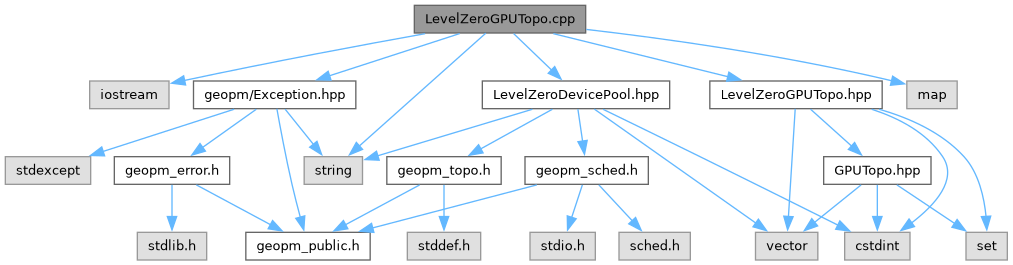 LevelZeroGPUTopo.cpp
iostream
geopm/Exception.hpp
LevelZeroDevicePool.hpp
LevelZeroGPUTopo.hpp
map
stdexcept
geopm_error.h
string
geopm_topo.h
geopm_sched.h
GPUTopo.hpp
stdlib.h
geopm_public.h
stddef.h
stdio.h
sched.h
vector
cstdint
set